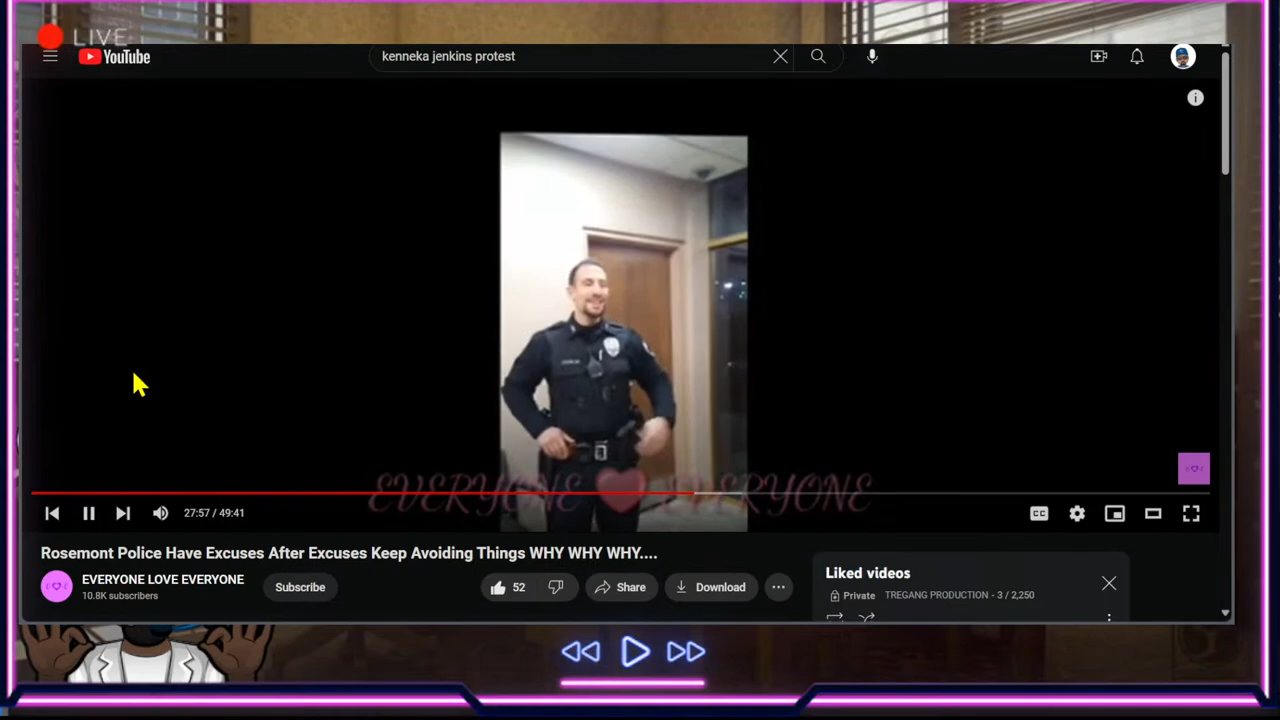 LIVE
YouTube
kenneka jenkins protest
EVERYONE EVERYONE
27:57 / 49:41
CC
Rosemont Police Have Excuses After Excuses Keep Avoiding Things WHY WHY WHY....
EVERYONE LOVE EVERYONE
10.8K subscribers
Subscribe
52
Share
Download
Liked videos
Private
TREGANG PRODUCTION - 3 / 2,250